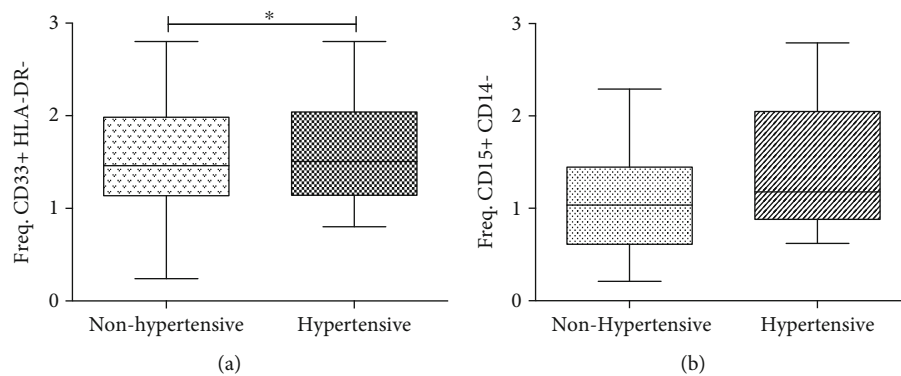 *
3
2
1
0
Freq. CD33+ HLA-DR-
Non-hypertensive Hypertensive
(a)
3
2
1
0
Freq. CD15+ CD14-
Non-Hypertensive Hypertensive
(b)